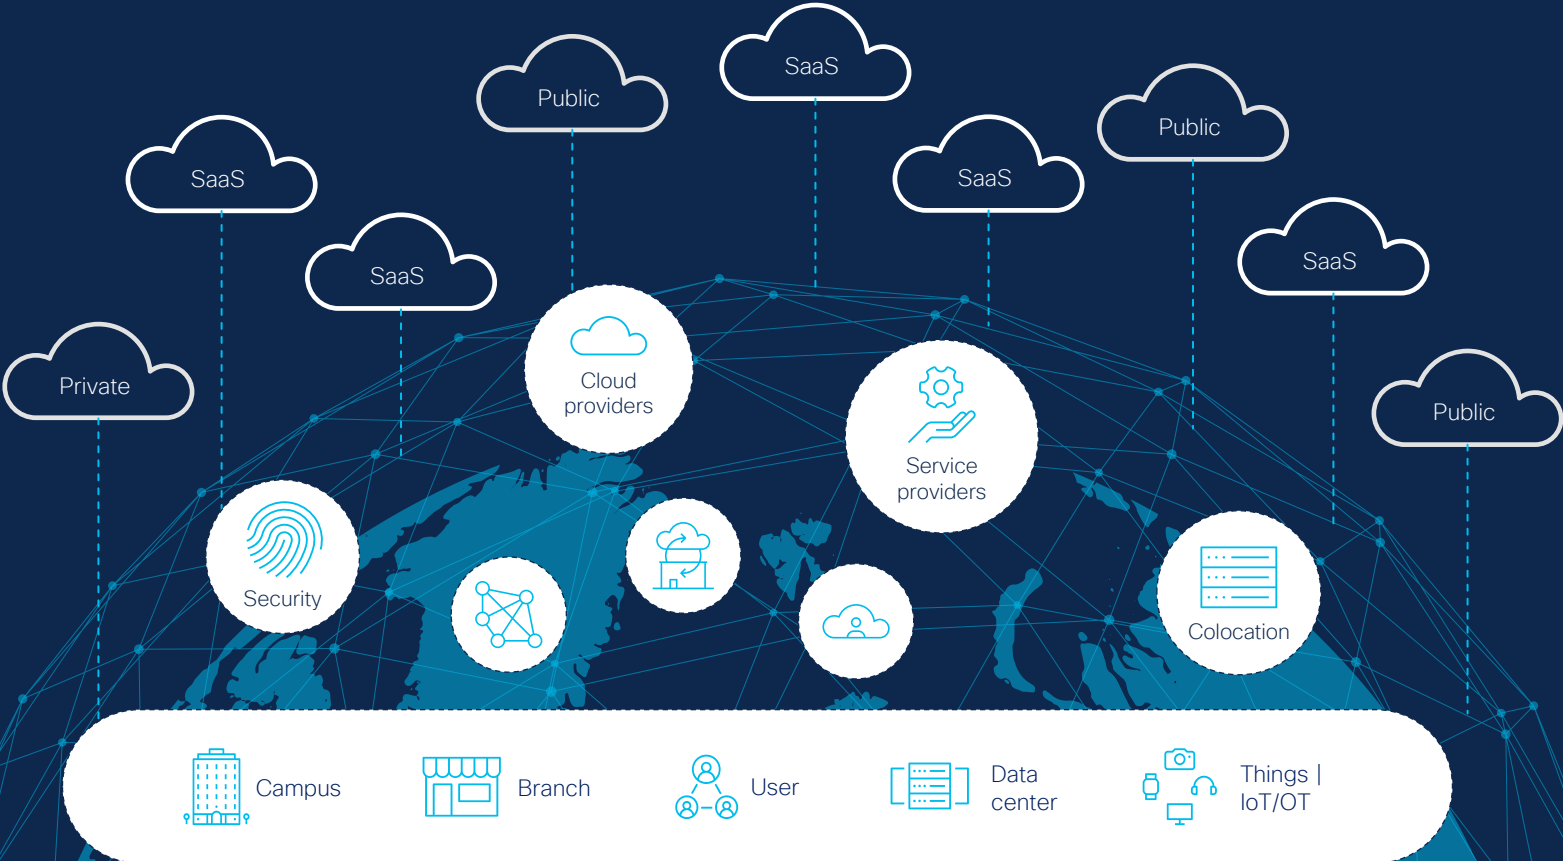 SaaS
Public
SaaS
Public
SaaS
SaaS
SaaS
Private
Public
Cloud
providers
Service
providers
Security
Colocation
Campus
Branch
User
Data
center
Things |
IoT/OT